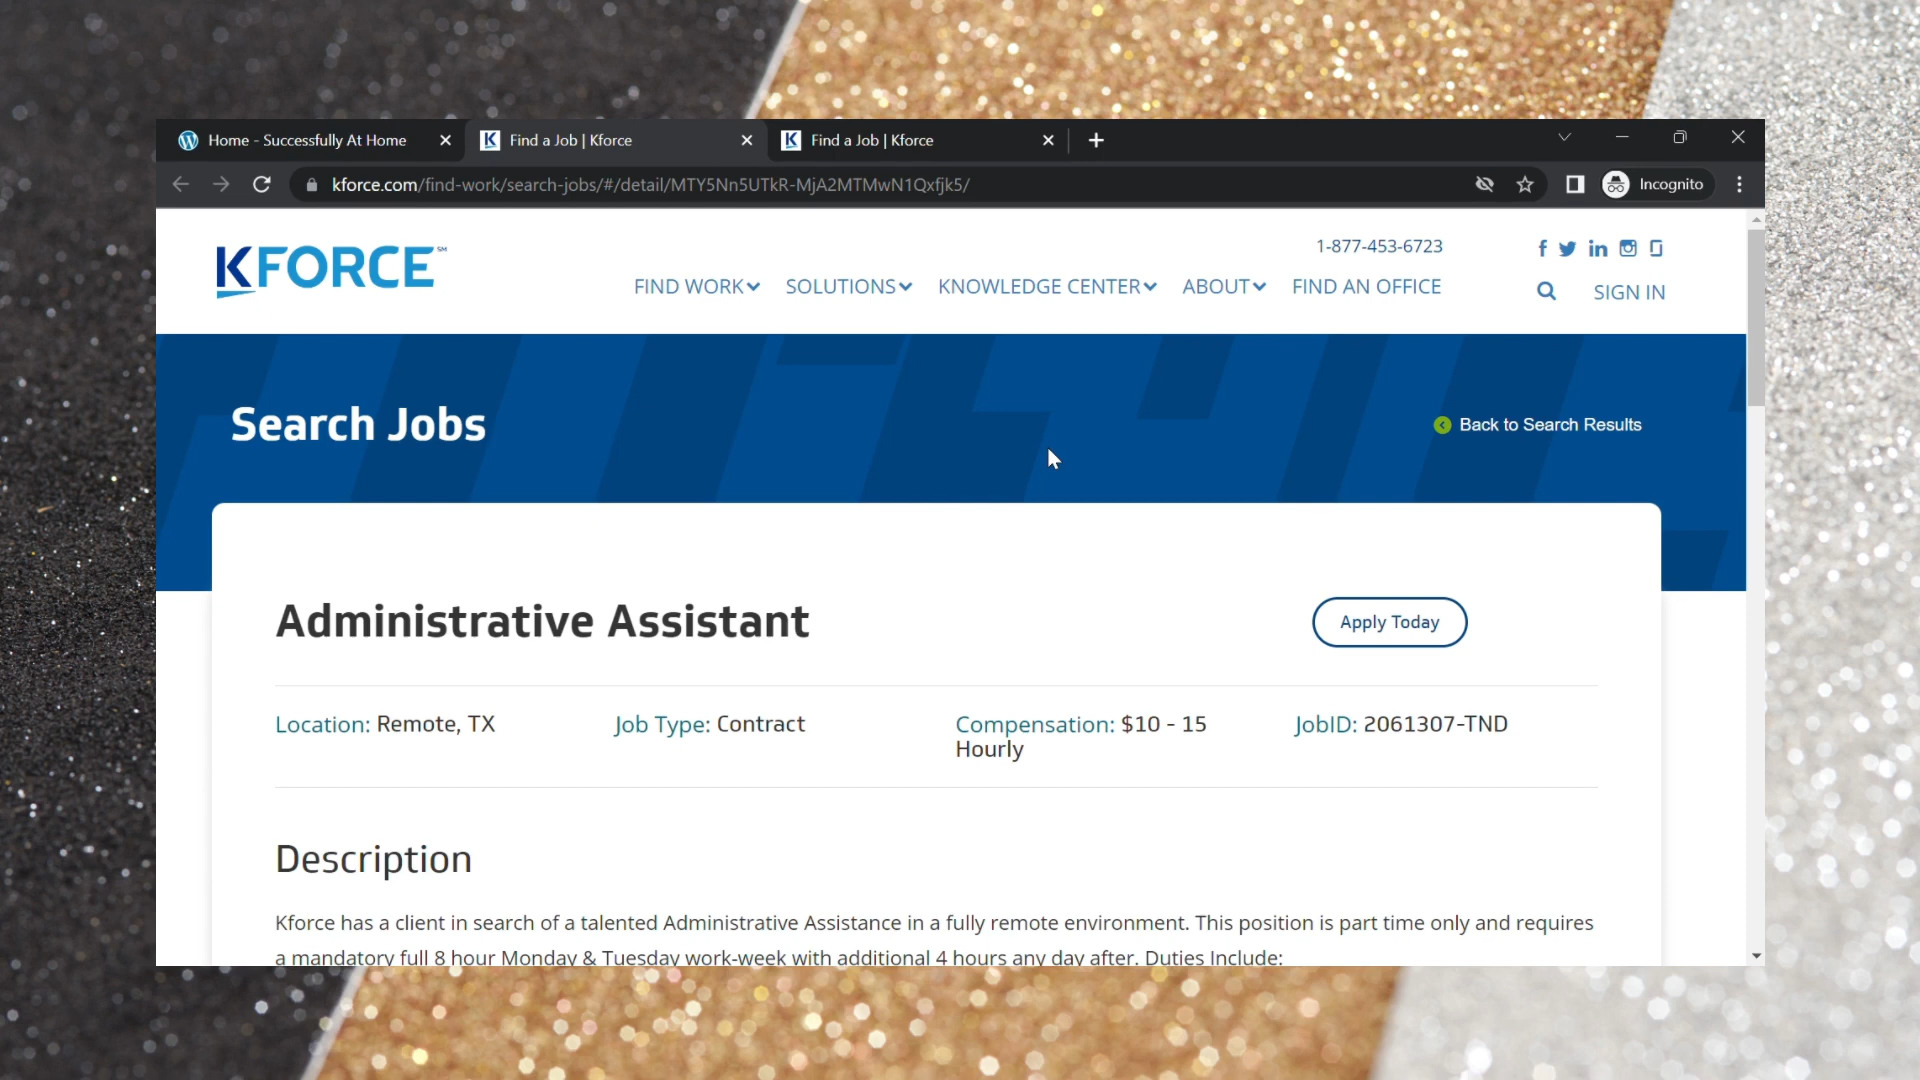 Home - Successfully At Home
Find a Job | Kforce
Find a Job | Kforce
kforce.com/find-work/search-jobs/#/detail/MTY5Nn5UTkR-MjA2MTMwN1Qxfjk5/
Incognito
KFORCE SM
1-877-453-6723
FIND WORK SOLUTIONS KNOWLEDGE CENTER ABOUT FIND AN OFFICE SIGN IN
Search Jobs
Back to Search Results
Administrative Assistant
Apply Today
Location: Remote, TX
Job Type: Contract
Compensation: $10 - 15
Hourly
JobID: 2061307-TND
Description
Kforce has a client in search of a talented Administrative Assistance in a fully remote environment. This position is part time only and requires
a mandatory full 8 hour Monday & Tuesday work-week with additional 4 hours any day after. Duties Include: